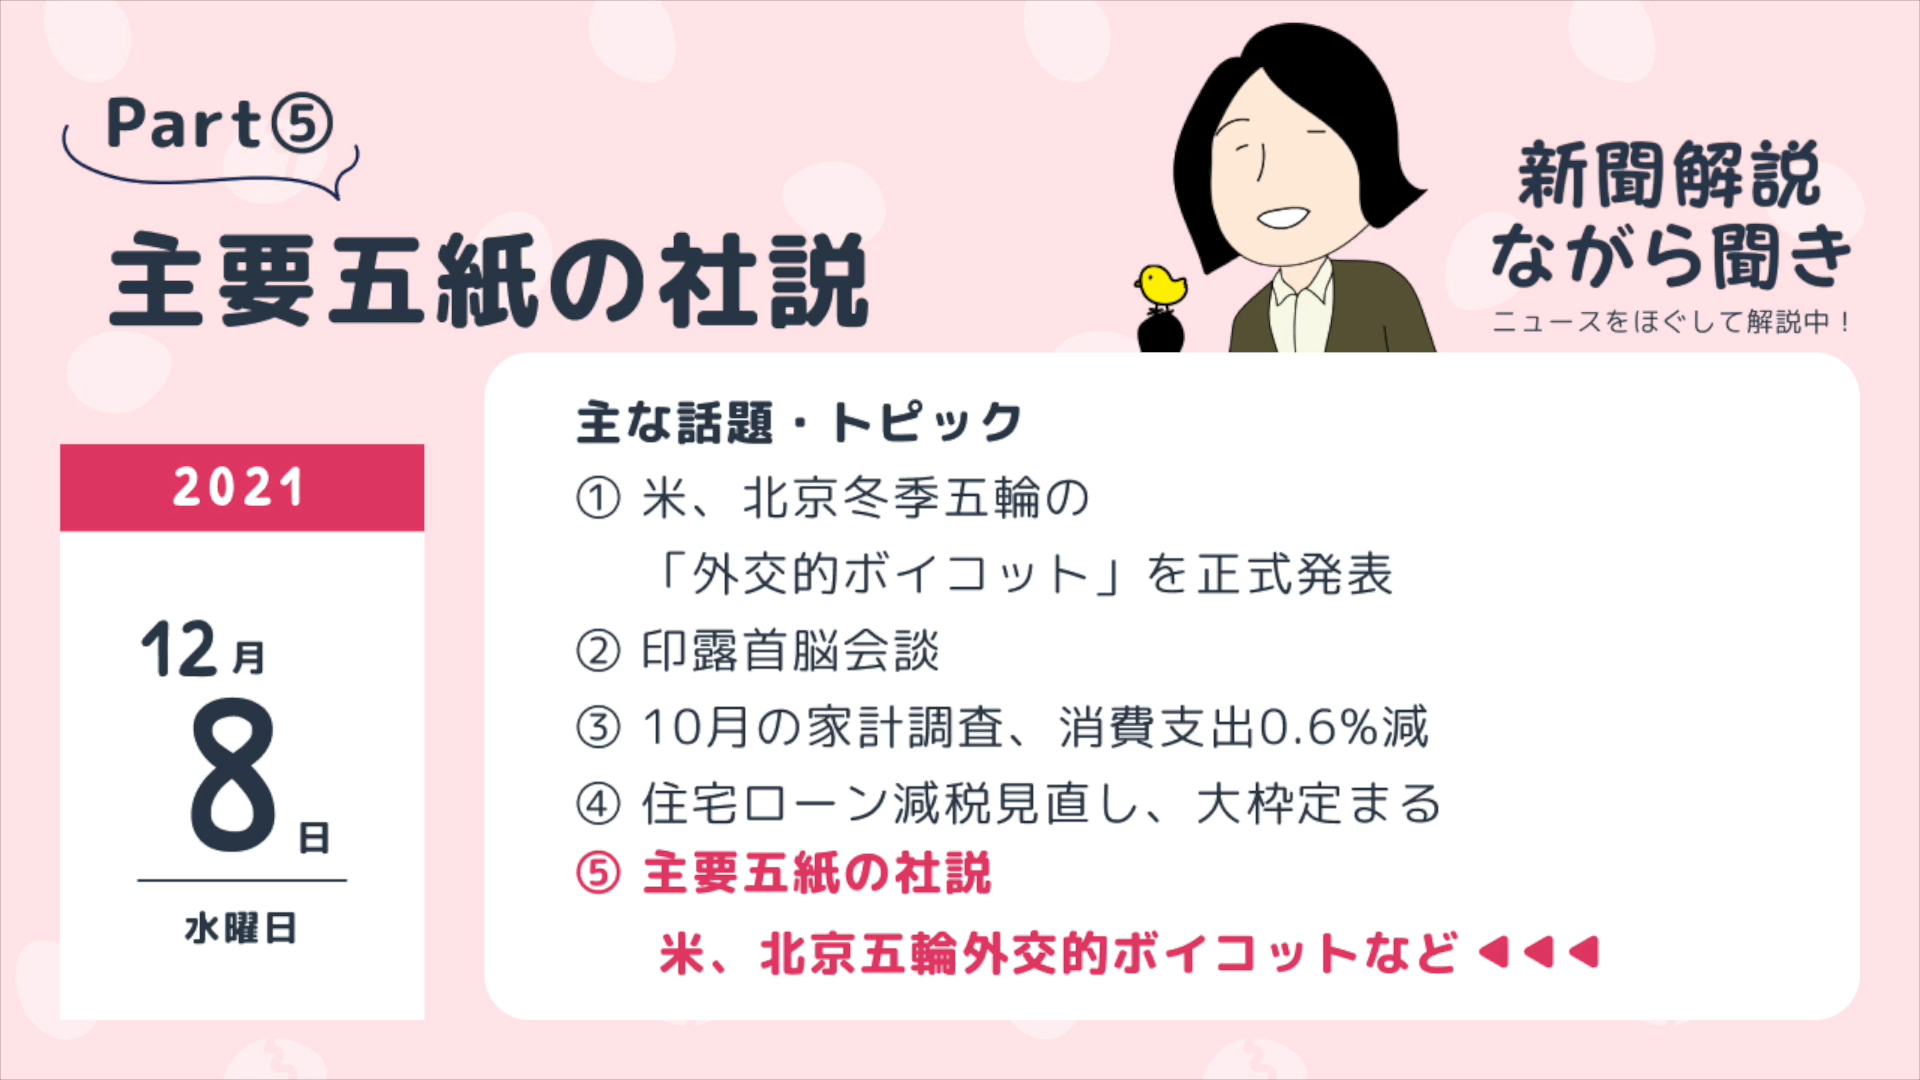 Part⑤
主要五紙の社説
新聞解説
ながら聞き
ニュースをほぐして解説中！
2021
12月
8日
水曜日
主な話題・トピック
① 米、北京冬季五輪の
「外交的ボイコット」を正式発表
② 印露首脳会談
③ 10月の家計調査、消費支出0.6%減
④ 住宅ローン減税見直し、大枠定まる
⑤ 主要五紙の社説
米、北京五輪外交的ボイコットなど ◀◀◀